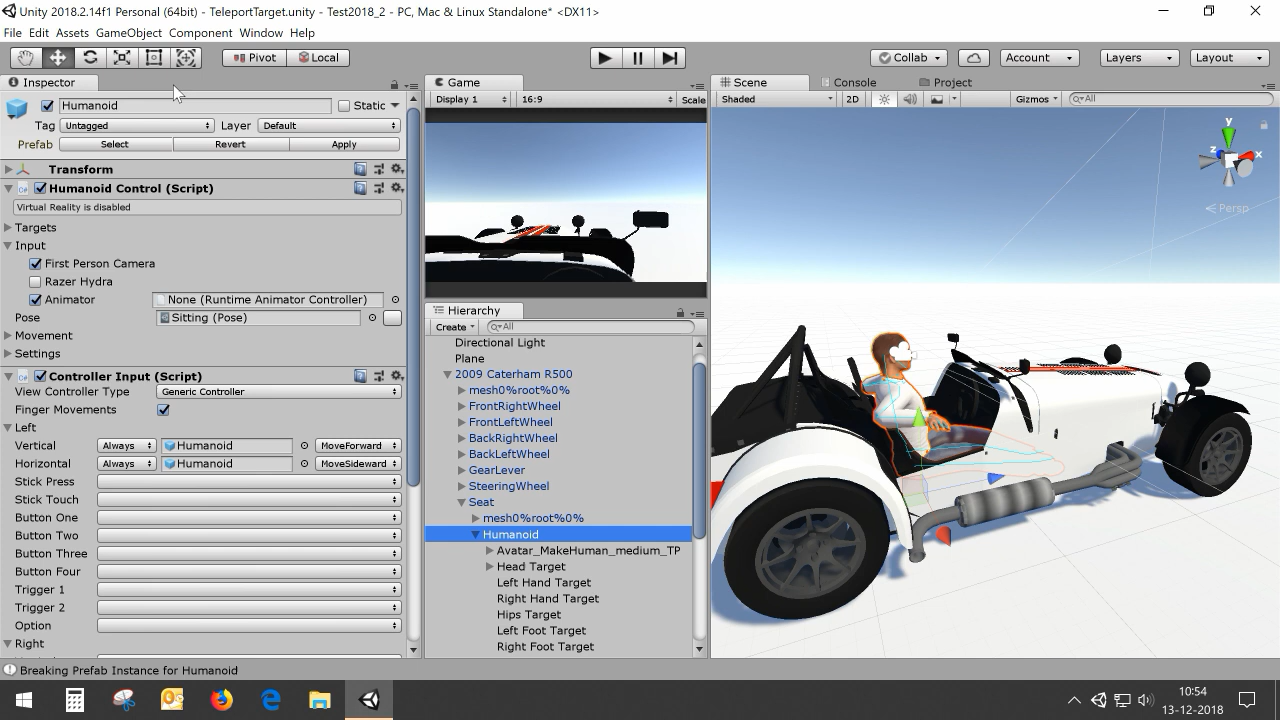 Unity 2018.2.14f1 Personal (64bit) - TeleportTarget.unity - Test2018_2 - PC, Mac & Linux Standalone* <DX11>
File Edit Assets GameObject Component Window Help
Pivot Local Collab Account Layers Layout
Inspector
Humanoid Static
Tag Untagged Layer Default
Prefab Select Revert Apply
Transform
Humanoid Control (Script)
Virtual Reality is disabled
Targets
Input
First Person Camera
Razer Hydra
Animator None (Runtime Animator Controller)
Pose Sitting (Pose)
Movement
Settings
Controller Input (Script)
View Controller Type Generic Controller
Finger Movements
Left
Vertical Always Humanoid MoveForward
Horizontal Always Humanoid MoveSideward
Stick Press
Stick Touch
Button One
Button Two
Button Three
Button Four
Trigger 1
Trigger 2
Option
Right
Game
Display 1 16:9 Scale
Hierarchy
Create All
Directional Light
Plane
2009 Caterham R500
mesh0%root%0%
FrontRightWheel
FrontLeftWheel
BackRightWheel
BackLeftWheel
GearLever
SteeringWheel
Seat
mesh0%root%0%
Humanoid
Avatar_MakeHuman_medium_TP
Head Target
Left Hand Target
Right Hand Target
Hips Target
Left Foot Target
Right Foot Target
Scene Console Project
Shaded 2D Gizmos All
y
z x
Persp
Breaking Prefab Instance for Humanoid
10:54
13-12-2018